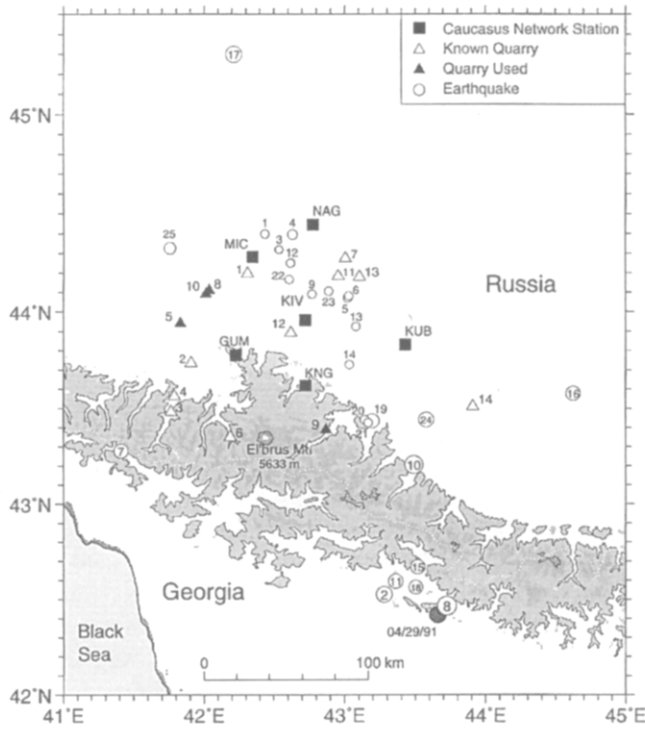 Caucasus Network Station
Known Quarry
Quarry Used
Earthquake
17
45°N
NAG
1
4
25
3
MIC
12
7
1
22
11
13
10
8
9
6
44°N
KIV
23
5
Russia
5
12
13
KUB
GUM
2
14
KNG
16
4
19
14
3
20
24
9
21
6
Elbrus Mt.
5633 m
7
10
43°N
15
Georgia
11
18
2
8
04/29/91
Black
Sea
0
100 km
42°N
41°E
42°E
43°E
44°E
45°E